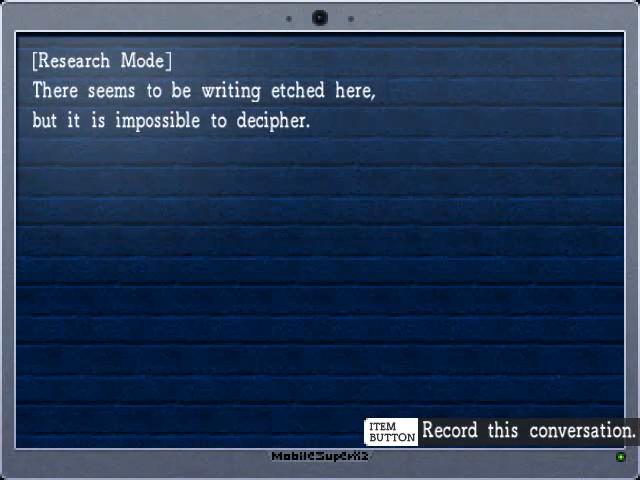 [Research Mode]
There seems to be writing etched here,
but it is impossible to decipher.
ITEM
BUTTON
Record this conversation.
MobileSuperX2